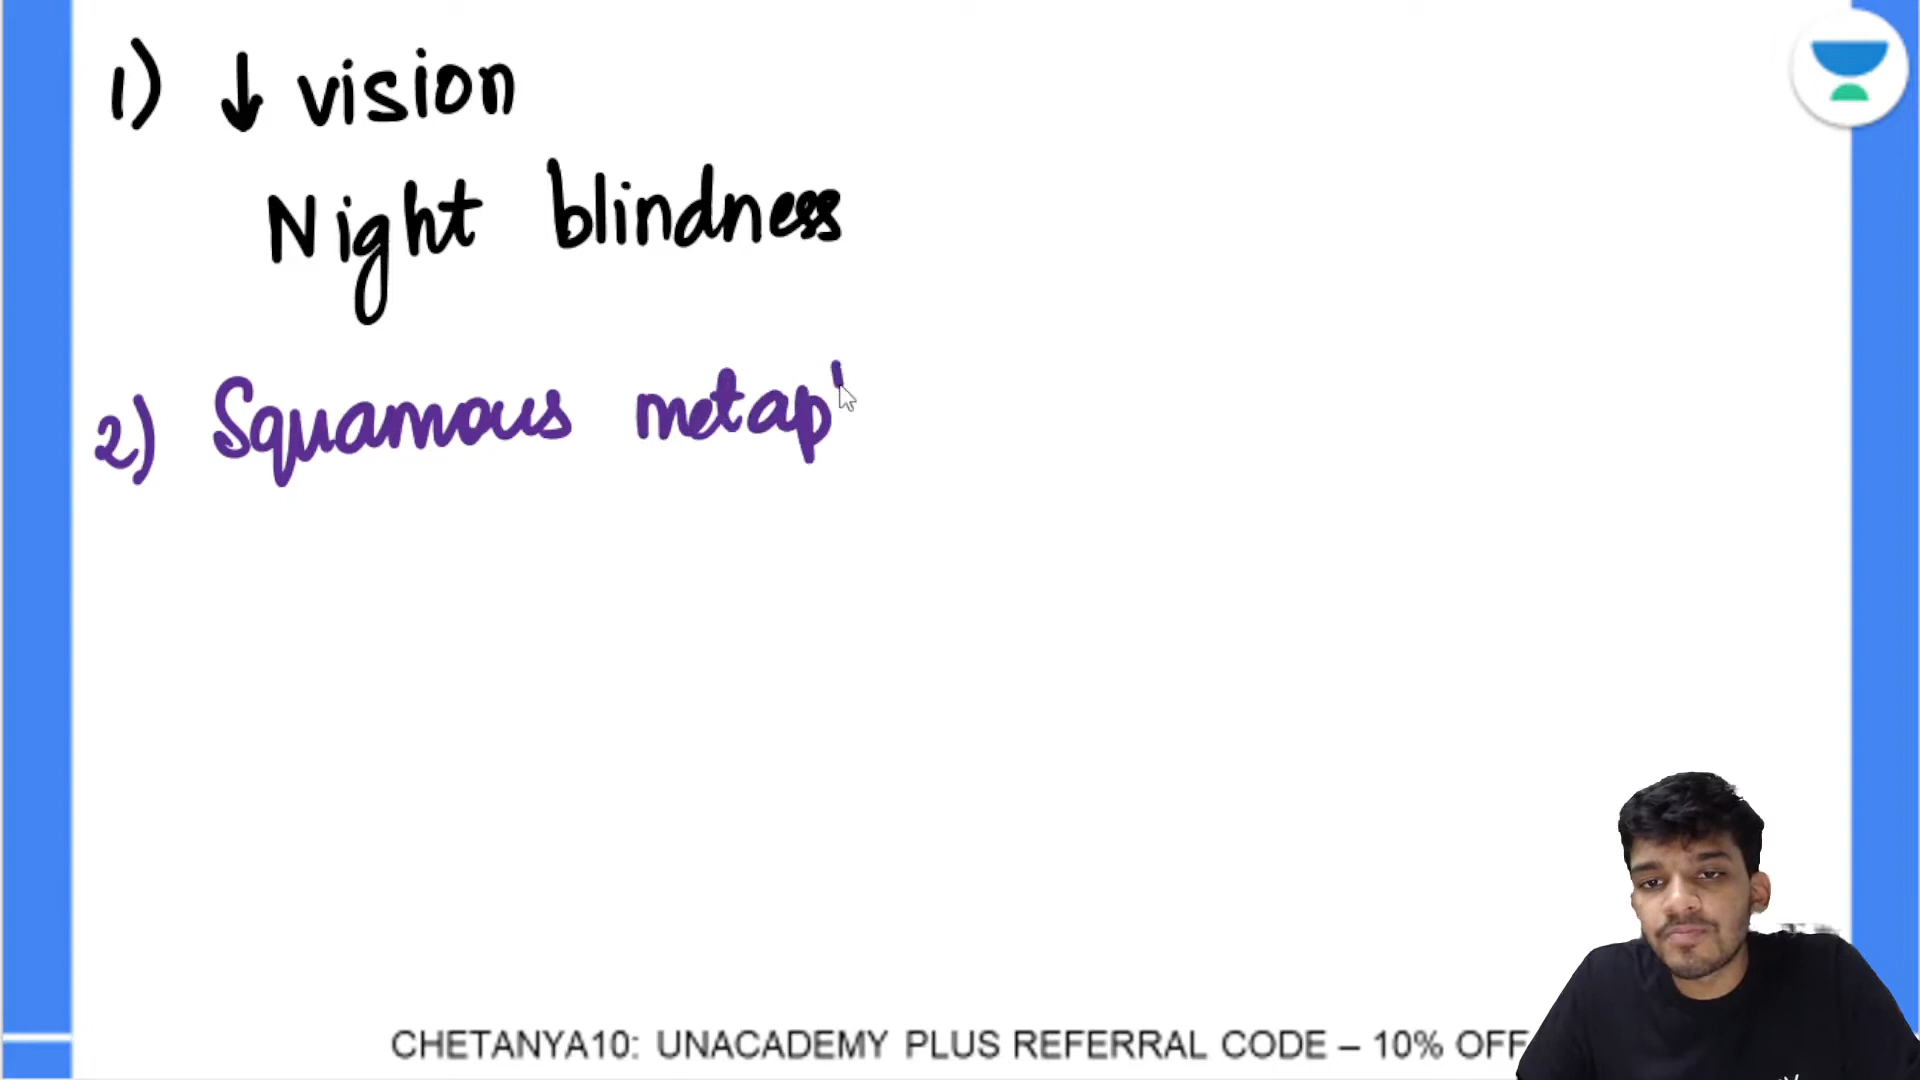 1) ↓ vision
Night blindness
2) Squamous metap'
CHETANYA10: UNACADEMY PLUS REFERRAL CODE – 10% OFF